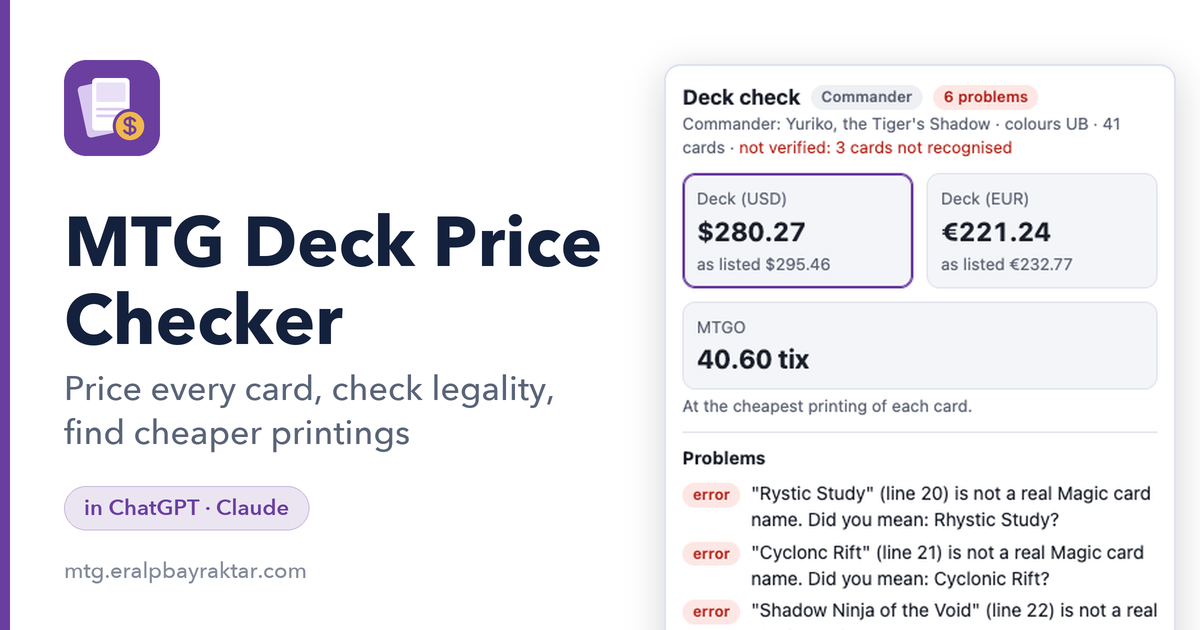 $
MTG Deck Price
Checker
Price every card, check legality,
find cheaper printings
in ChatGPT · Claude
mtg.eralpbayraktar.com
Deck check Commander 6 problems
Commander: Yuriko, the Tiger's Shadow · colours UB · 41
cards · not verified: 3 cards not recognised
Deck (USD)
$280.27
as listed $295.46
Deck (EUR)
€221.24
as listed €232.77
MTGO
40.60 tix
At the cheapest printing of each card.
Problems
error "Rystic Study" (line 20) is not a real Magic card
name. Did you mean: Rhystic Study?
error "Cyclonc Rift" (line 21) is not a real Magic card
name. Did you mean: Cyclonic Rift?
error "Shadow Ninja of the Void" (line 22) is not a real